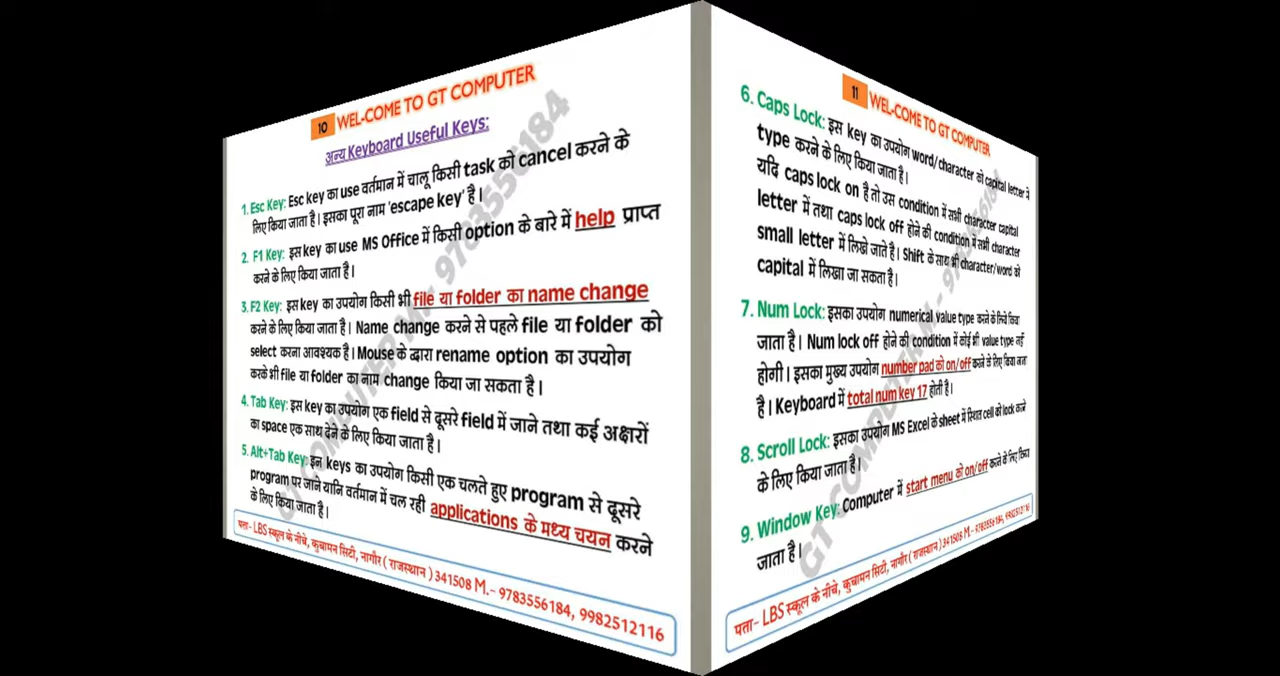 10 WEL-COME TO GT COMPUTER
अन्य Keyboard Useful Keys:
1. Esc Key: Esc key का use वर्तमान में चालू किसी task को cancel करने के
लिए किया जाता है। इसका पूरा नाम 'escape key' है।
2. F1 Key: इस key का use MS Office में किसी option के बारे में help प्राप्त
करने के लिए किया जाता है।
3. F2 Key: इस key का उपयोग किसी भी file या folder का name change
करने के लिए किया जाता है। Name change करने से पहले file या folder को
select करना आवश्यक है। Mouse के द्वारा rename option का उपयोग
करके भी file या folder का नाम change किया जा सकता है।
4. Tab Key: इस key का उपयोग एक field से दूसरे field में जाने तथा कई अक्षरों
का space एक साथ देने के लिए किया जाता है।
5. Alt+Tab Key: इन keys का उपयोग किसी एक चलते हुए program से दूसरे
program पर जाने यानि वर्तमान में चल रही applications के मध्य चयन करने
के लिए किया जाता है।
पता- LBS स्कूल के नीचे, कुचामन सिटी, नागौर ( राजस्थान ) 341508 M.- 9783556184, 9982512116
11 WEL-COME TO GT COMPUTER
6. Caps Lock: इस key का उपयोग word/character को capital letter में
type करने के लिए किया जाता है।
यदि caps lock on है तो उस condition में सभी character capital
letter में तथा caps lock off होने की condition में सभी character
small letter में लिखे जाते है। Shift के साथ भी character/word को
capital में लिखा जा सकता है।
7. Num Lock: इसका उपयोग numerical value type करने के लिये किया
जाता है। Num lock off होने की condition में कोई भी value type नहीं
होगी। इसका मुख्य उपयोग number pad को on/off करने के लिए किया जाता
है। Keyboard में total num key 17 होती है।
8. Scroll Lock: इसका उपयोग MS Excel के sheet में स्थित cell को lock करने
के लिए किया जाता है।
9. Window Key: Computer में start menu को on/off करने के लिए किया
जाता है।
पता- LBS स्कूल के नीचे, कुचामन सिटी, नागौर ( राजस्थान ) 341508 M.- 9783556184, 9982512116